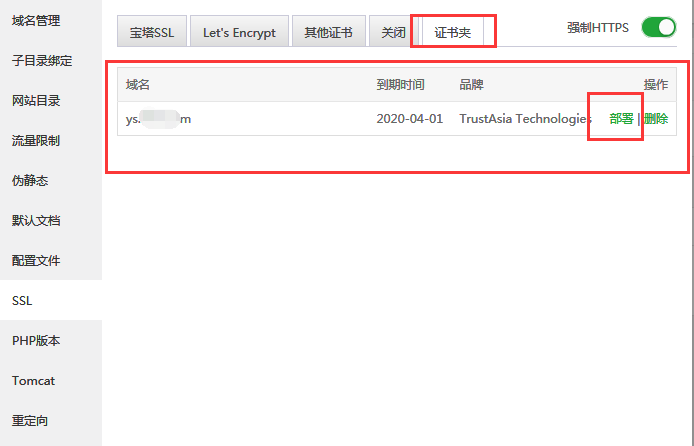 域名管理
子目录绑定
网站目录
流量限制
伪静态
默认文档
配置文件
SSL
PHP版本
Tomcat
重定向
宝塔SSL Let's Encrypt 其他证书 关闭 证书夹 强制HTTPS
域名 到期时间 品牌 操作
ys. m 2020-04-01 TrustAsia Technologies 部署 | 删除